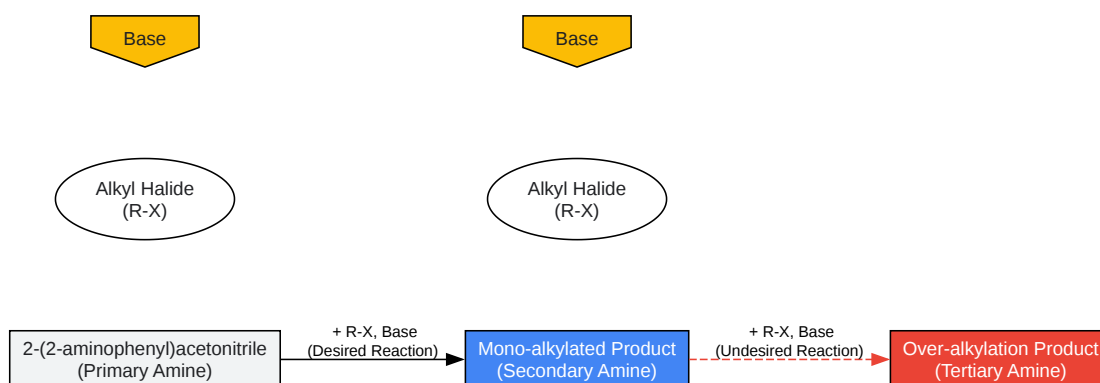 Base
Base
Alkyl Halide
(R-X)
Alkyl Halide
(R-X)
2-(2-aminophenyl)acetonitrile
(Primary Amine)
+ R-X, Base
(Desired Reaction)
Mono-alkylated Product
(Secondary Amine)
+ R-X, Base
(Undesired Reaction)
Over-alkylation Product
(Tertiary Amine)